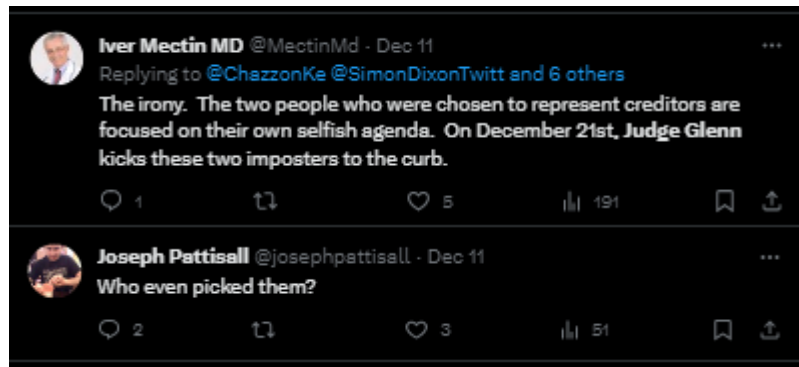 Iver Mectin MD @MectinMd · Dec 11
Replying to @ChazzonKe @SimonDixonTwitt and 6 others
The irony. The two people who were chosen to represent creditors are
focused on their own selfish agenda. On December 21st, Judge Glenn
kicks these two imposters to the curb.
1 5 191
Joseph Pattisall @josephpattisall · Dec 11
Who even picked them?
2 3 51